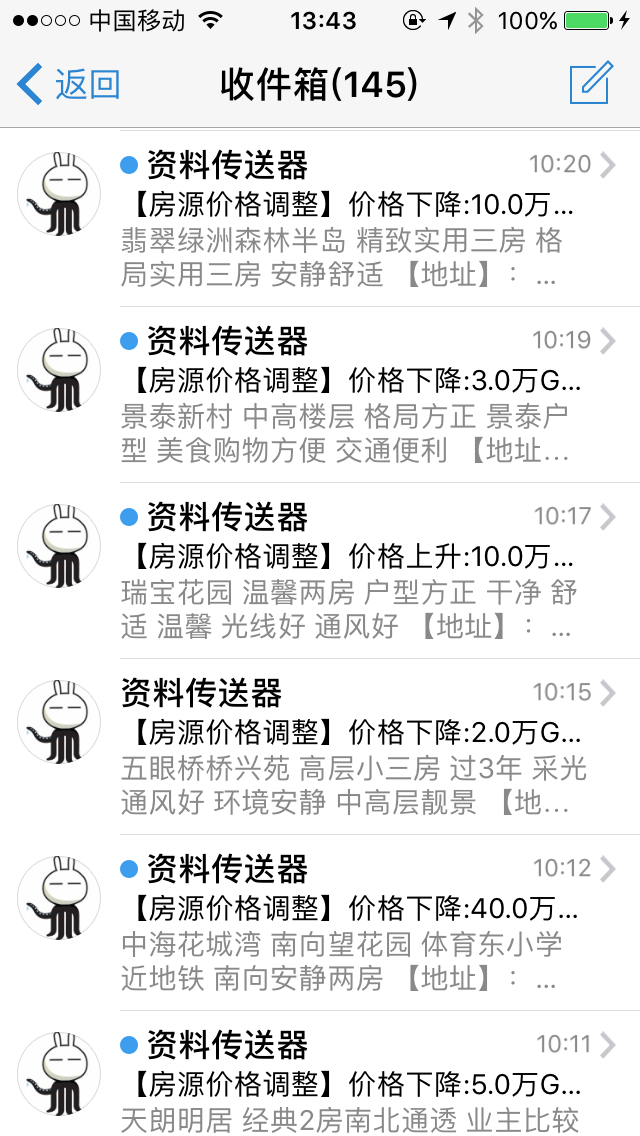 中国移动 13:43 100%
返回 收件箱(145)
资料传送器 10:20
【房源价格调整】价格下降:10.0万...
翡翠绿洲森林半岛 精致实用三房 格
局实用三房 安静舒适 【地址】： ...
资料传送器 10:19
【房源价格调整】价格下降:3.0万G...
景泰新村 中高楼层 格局方正 景泰户
型 美食购物方便 交通便利 【地址...
资料传送器 10:17
【房源价格调整】价格上升:10.0万...
瑞宝花园 温馨两房 户型方正 干净 舒
适 温馨 光线好 通风好 【地址】： ...
资料传送器 10:15
【房源价格调整】价格下降:2.0万G...
五眼桥桥兴苑 高层小三房 过3年 采光
通风好 环境安静 中高层靓景 【地...
资料传送器 10:12
【房源价格调整】价格下降:40.0万...
中海花城湾 南向望花园 体育东小学
近地铁 南向安静两房 【地址】： ...
资料传送器 10:11
【房源价格调整】价格下降:5.0万G...
天朗明居 经典2房南北通透 业主比较